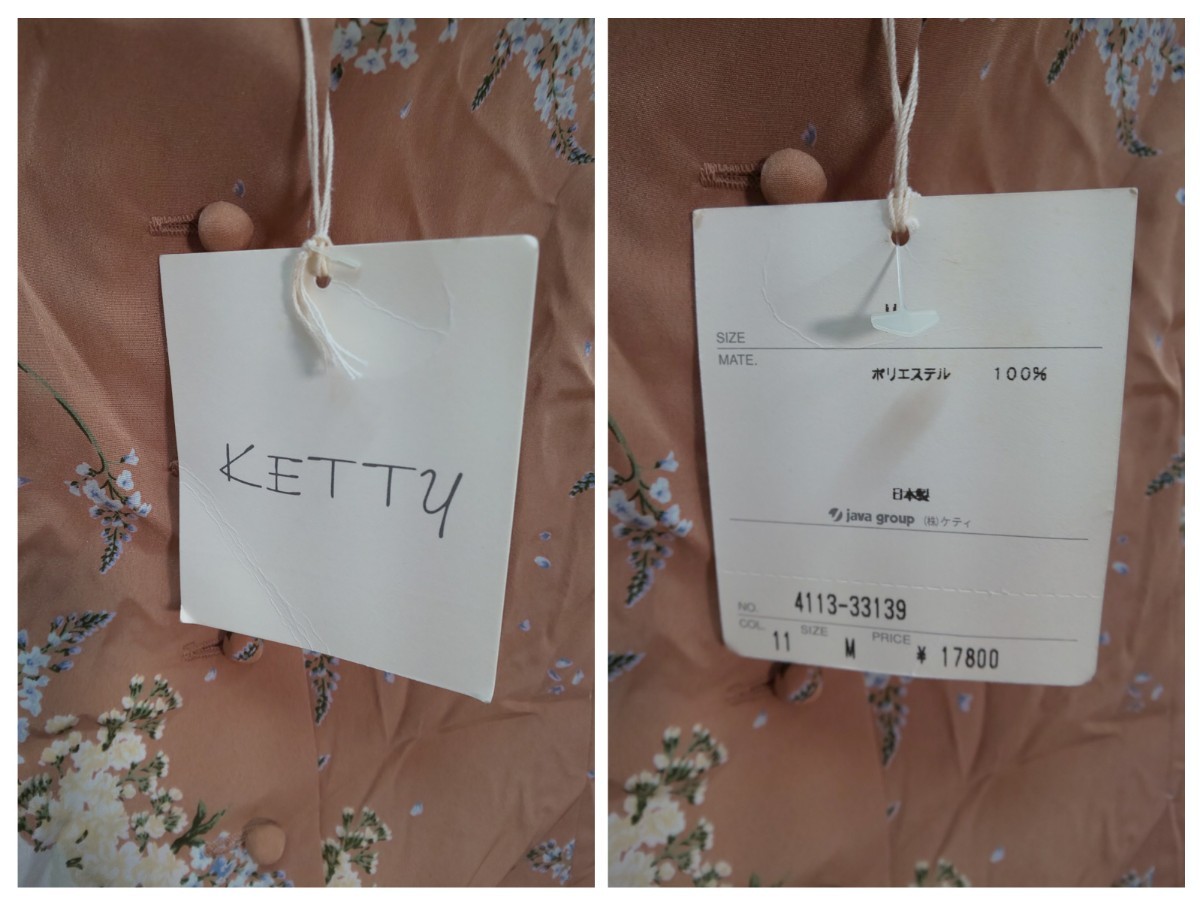 KETTY
SIZE
MATE.
ポリエステル 100%
日本製
java group (株)ケティ
NO. 4113-33139
COL. 11 SIZE M PRICE ¥ 17800